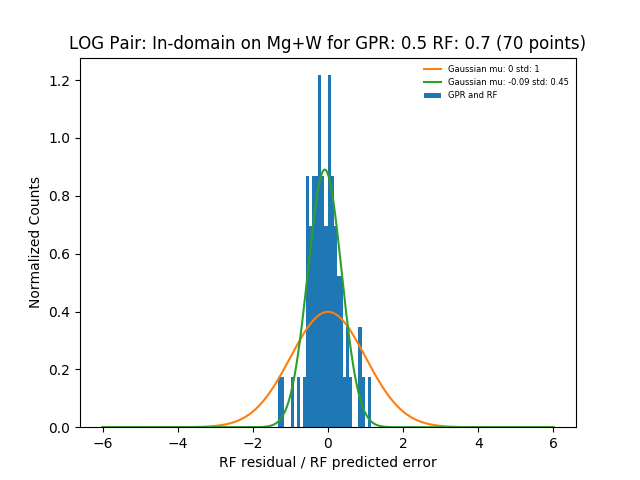 LOG Pair: In-domain on Mg+W for GPR: 0.5 RF: 0.7 (70 points)
Gaussian mu: 0 std: 1
Gaussian mu: -0.09 std: 0.45
GPR and RF
Normalized Counts
1.2
1.0
0.8
0.6
0.4
0.2
0.0
−6 −4 −2 0 2 4 6
RF residual / RF predicted error